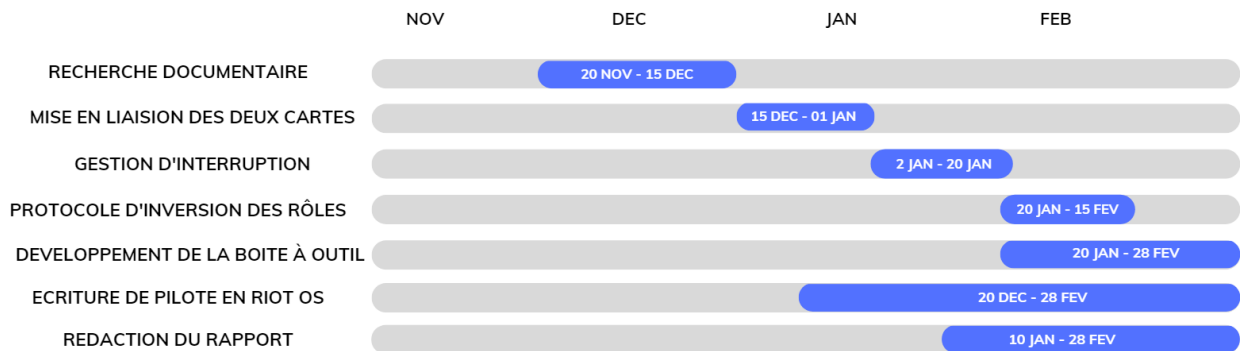 NOV DEC JAN FEB
RECHERCHE DOCUMENTAIRE 20 NOV - 15 DEC
MISE EN LIAISION DES DEUX CARTES 15 DEC - 01 JAN
GESTION D'INTERRUPTION 2 JAN - 20 JAN
PROTOCOLE D'INVERSION DES RÔLES 20 JAN - 15 FEV
DEVELOPPEMENT DE LA BOITE À OUTIL 20 JAN - 28 FEV
ECRITURE DE PILOTE EN RIOT OS 20 DEC - 28 FEV
REDACTION DU RAPPORT 10 JAN - 28 FEV